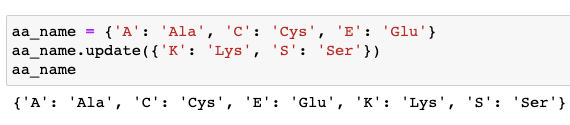 aa_name = {'A': 'Ala', 'C': 'Cys', 'E': 'Glu'}
aa_name.update({'K': 'Lys', 'S': 'Ser'})
aa_name
{'A': 'Ala', 'C': 'Cys', 'E': 'Glu', 'K': 'Lys', 'S': 'Ser'}